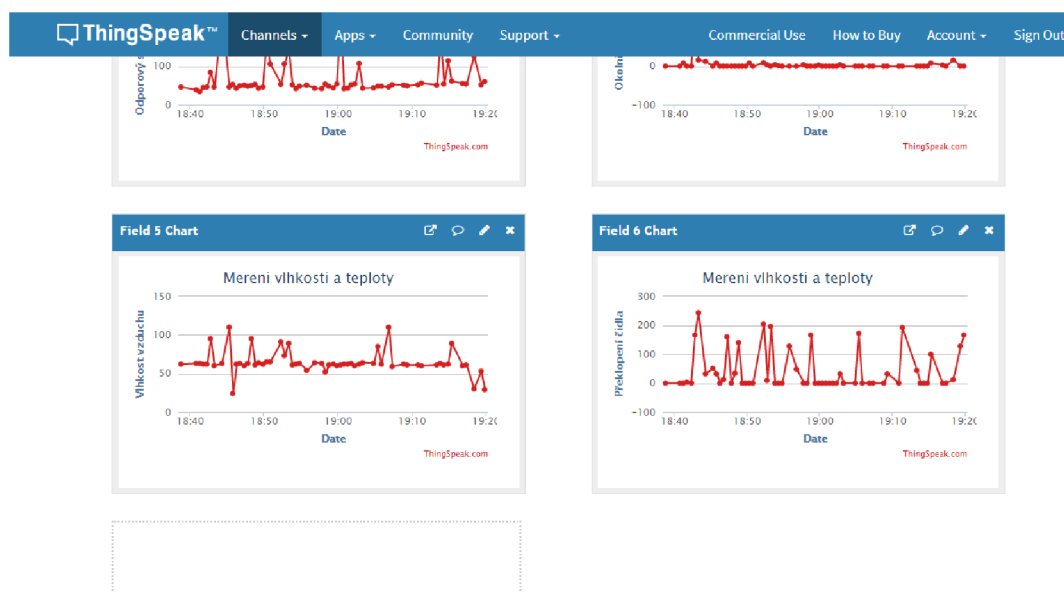 ThingSpeak™ Channels Apps Community Support Commercial Use How to Buy Account Sign Out
100
0
Odporový s
18:40 18:50 19:00 19:10 19:20
Date
ThingSpeak.com
0
-100
18:40 18:50 19:00 19:10 19:20
Date
ThingSpeak.com
Field 5 Chart
Mereni vlhkosti a teploty
150
100
50
0
Vlhkost vzduchu
18:40 18:50 19:00 19:10 19:20
Date
ThingSpeak.com
Field 6 Chart
Mereni vlhkosti a teploty
300
200
100
0
-100
Překlopení čidla
18:40 18:50 19:00 19:10 19:20
Date
ThingSpeak.com